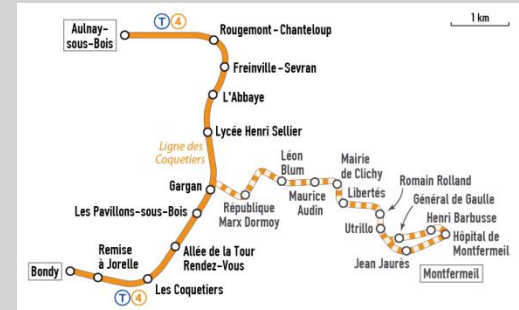 1 km
T 4
Aulnay-
sous-Bois
Rougemont - Chanteloup
Freinville - Sevran
L'Abbaye
Lycée Henri Sellier
Ligne des
Coquetiers
Gargan
Léon
Blum
Mairie
de Clichy
Romain Rolland
Libertés
Général de Gaulle
Maurice
Audin
Henri Barbusse
République
Marx Dormoy
Les Pavillons-sous-Bois
Utrillo
Hôpital de
Montfermeil
Jean Jaurès
Montfermeil
Allée de la Tour
Rendez-Vous
Remise
à Jorelle
Bondy
Les Coquetiers
T 4